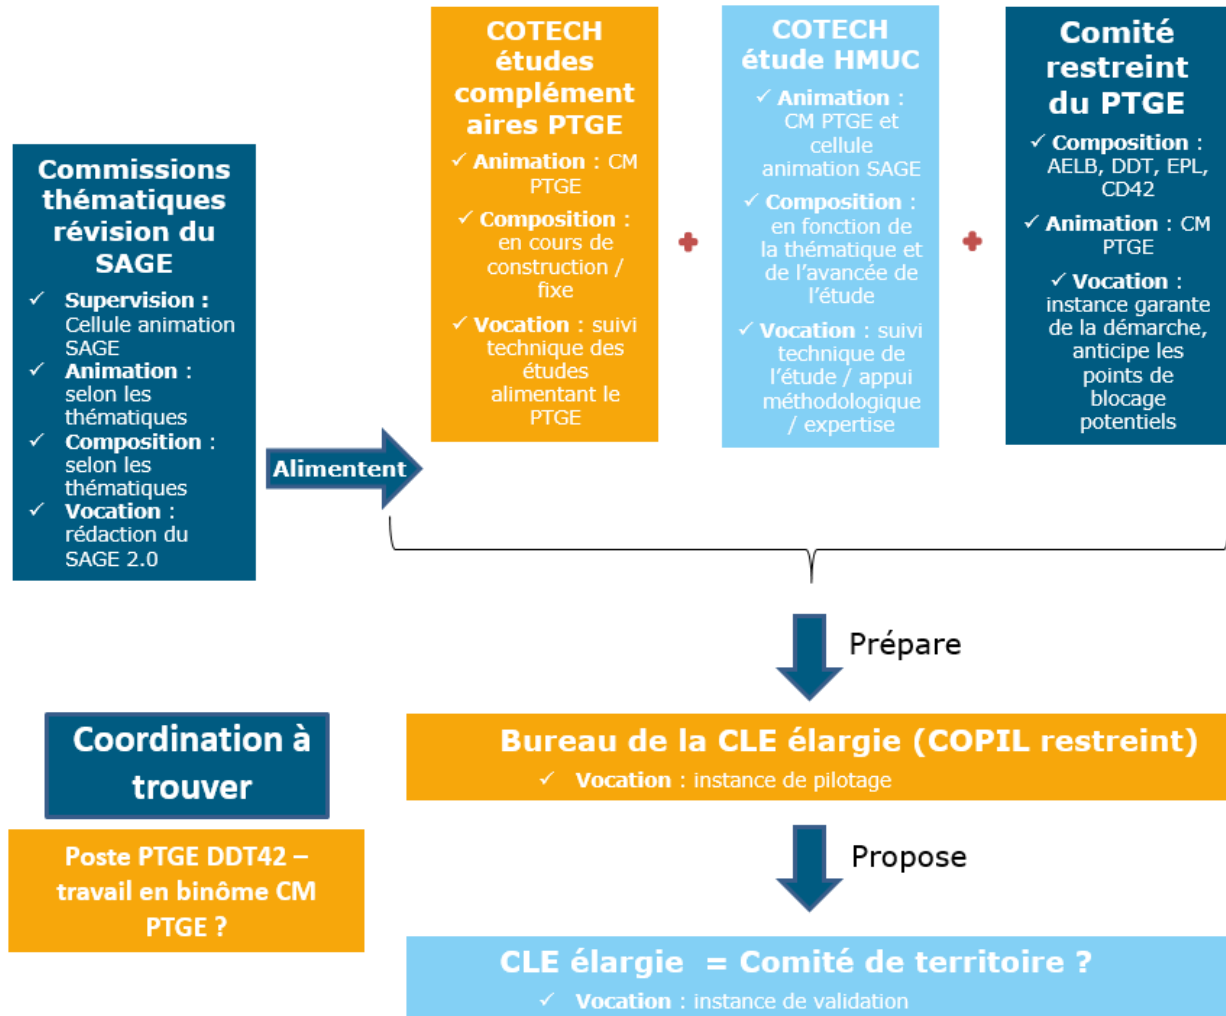 Commissions
thématiques
révision du
SAGE
✓ Supervision :
Cellule animation
SAGE
✓ Animation :
selon les
thématiques
✓ Composition :
selon les
thématiques
✓ Vocation :
rédaction du
SAGE 2.0
Alimentent
COTECH
études
complément
aires PTGE
✓ Animation : CM
PTGE
✓ Composition :
en cours de
construction /
fixe
✓ Vocation : suivi
technique des
études
alimentant le
PTGE
COTECH
étude HMUC
✓ Animation :
CM PTGE et
cellule
animation SAGE
✓ Composition :
en fonction de
la thématique et
de l’avancée de
l’étude
✓ Vocation : suivi
technique de
l’étude / appui
méthodologique
/ expertise
Comité
restreint
du PTGE
✓ Composition :
AELB, DDT, EPL,
CD42
✓ Animation : CM
PTGE
✓ Vocation :
instance garante
de la démarche,
anticipe les
points de
blocage
potentiels
Prépare
Bureau de la CLE élargie (COPIL restreint)
✓ Vocation : instance de pilotage
Propose
CLE élargie = Comité de territoire ?
✓ Vocation : instance de validation
Coordination à
trouver
Poste PTGE DDT42 –
travail en binôme CM
PTGE ?